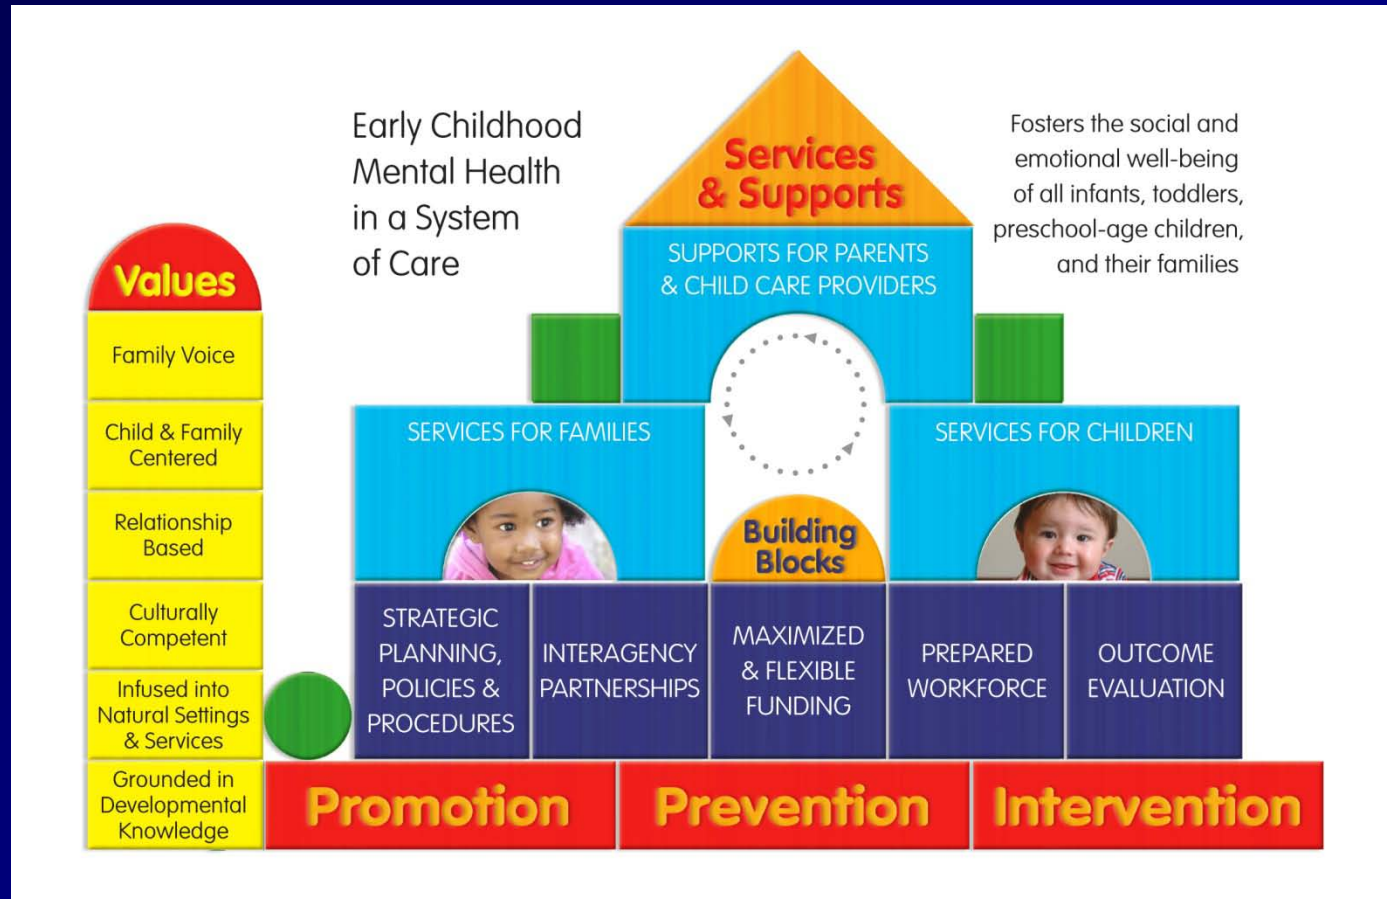 Early Childhood
Mental Health
in a System
of Care
Fosters the social and
emotional well-being
of all infants, toddlers,
preschool-age children,
and their families
Services
& Supports
SUPPORTS FOR PARENTS
& CHILD CARE PROVIDERS
SERVICES FOR FAMILIES
SERVICES FOR CHILDREN
Building
Blocks
STRATEGIC
PLANNING,
POLICIES &
PROCEDURES
INTERAGENCY
PARTNERSHIPS
MAXIMIZED
& FLEXIBLE
FUNDING
PREPARED
WORKFORCE
OUTCOME
EVALUATION
Promotion
Prevention
Intervention
Values
Family Voice
Child & Family
Centered
Relationship
Based
Culturally
Competent
Infused into
Natural Settings
& Services
Grounded in
Developmental
Knowledge